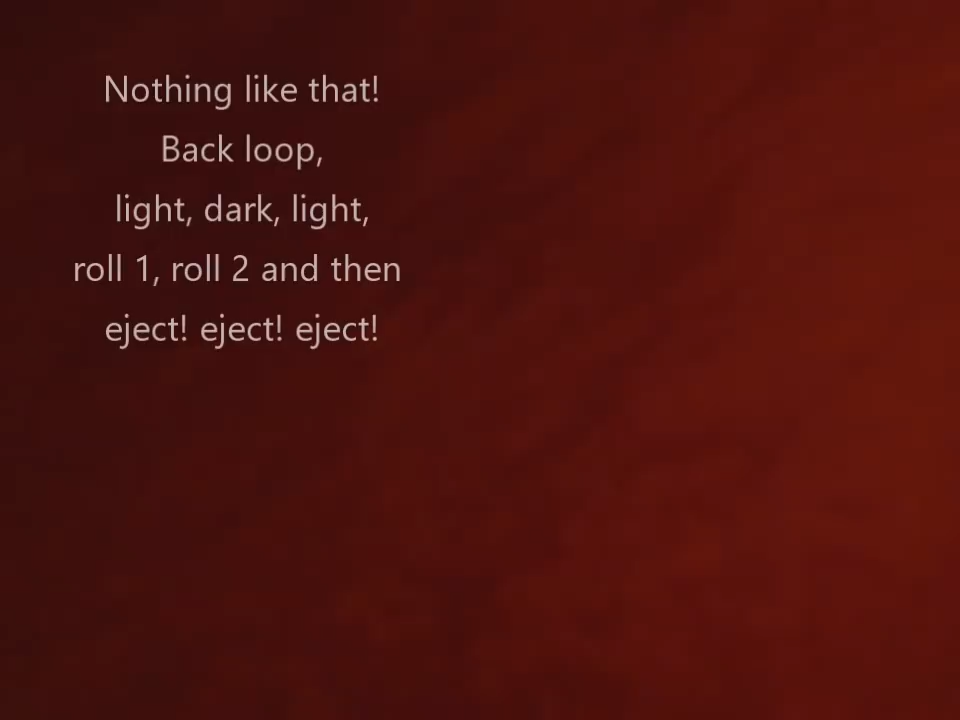 Nothing like that!
Back loop,
light, dark, light,
roll 1, roll 2 and then
eject! eject! eject!